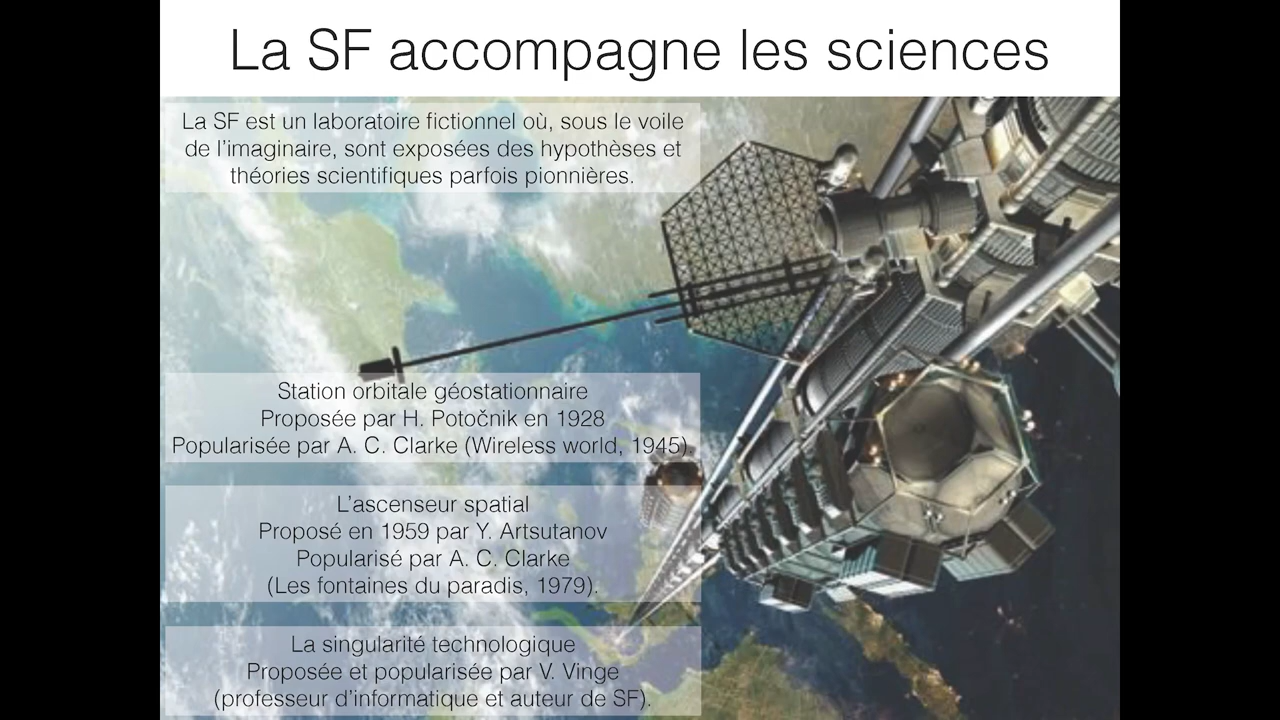 La SF accompagne les sciences
La SF est un laboratoire fictionnel où, sous le voile
de l'imaginaire, sont exposées des hypothèses et
théories scientifiques parfois pionnières.
Station orbitale géostationnaire
Proposée par H. Potočnik en 1928
Popularisée par A. C. Clarke (Wireless world, 1945).
L'ascenseur spatial
Proposé en 1959 par Y. Artsutanov
Popularisé par A. C. Clarke
(Les fontaines du paradis, 1979).
La singularité technologique
Proposée et popularisée par V. Vinge
(professeur d'informatique et auteur de SF).